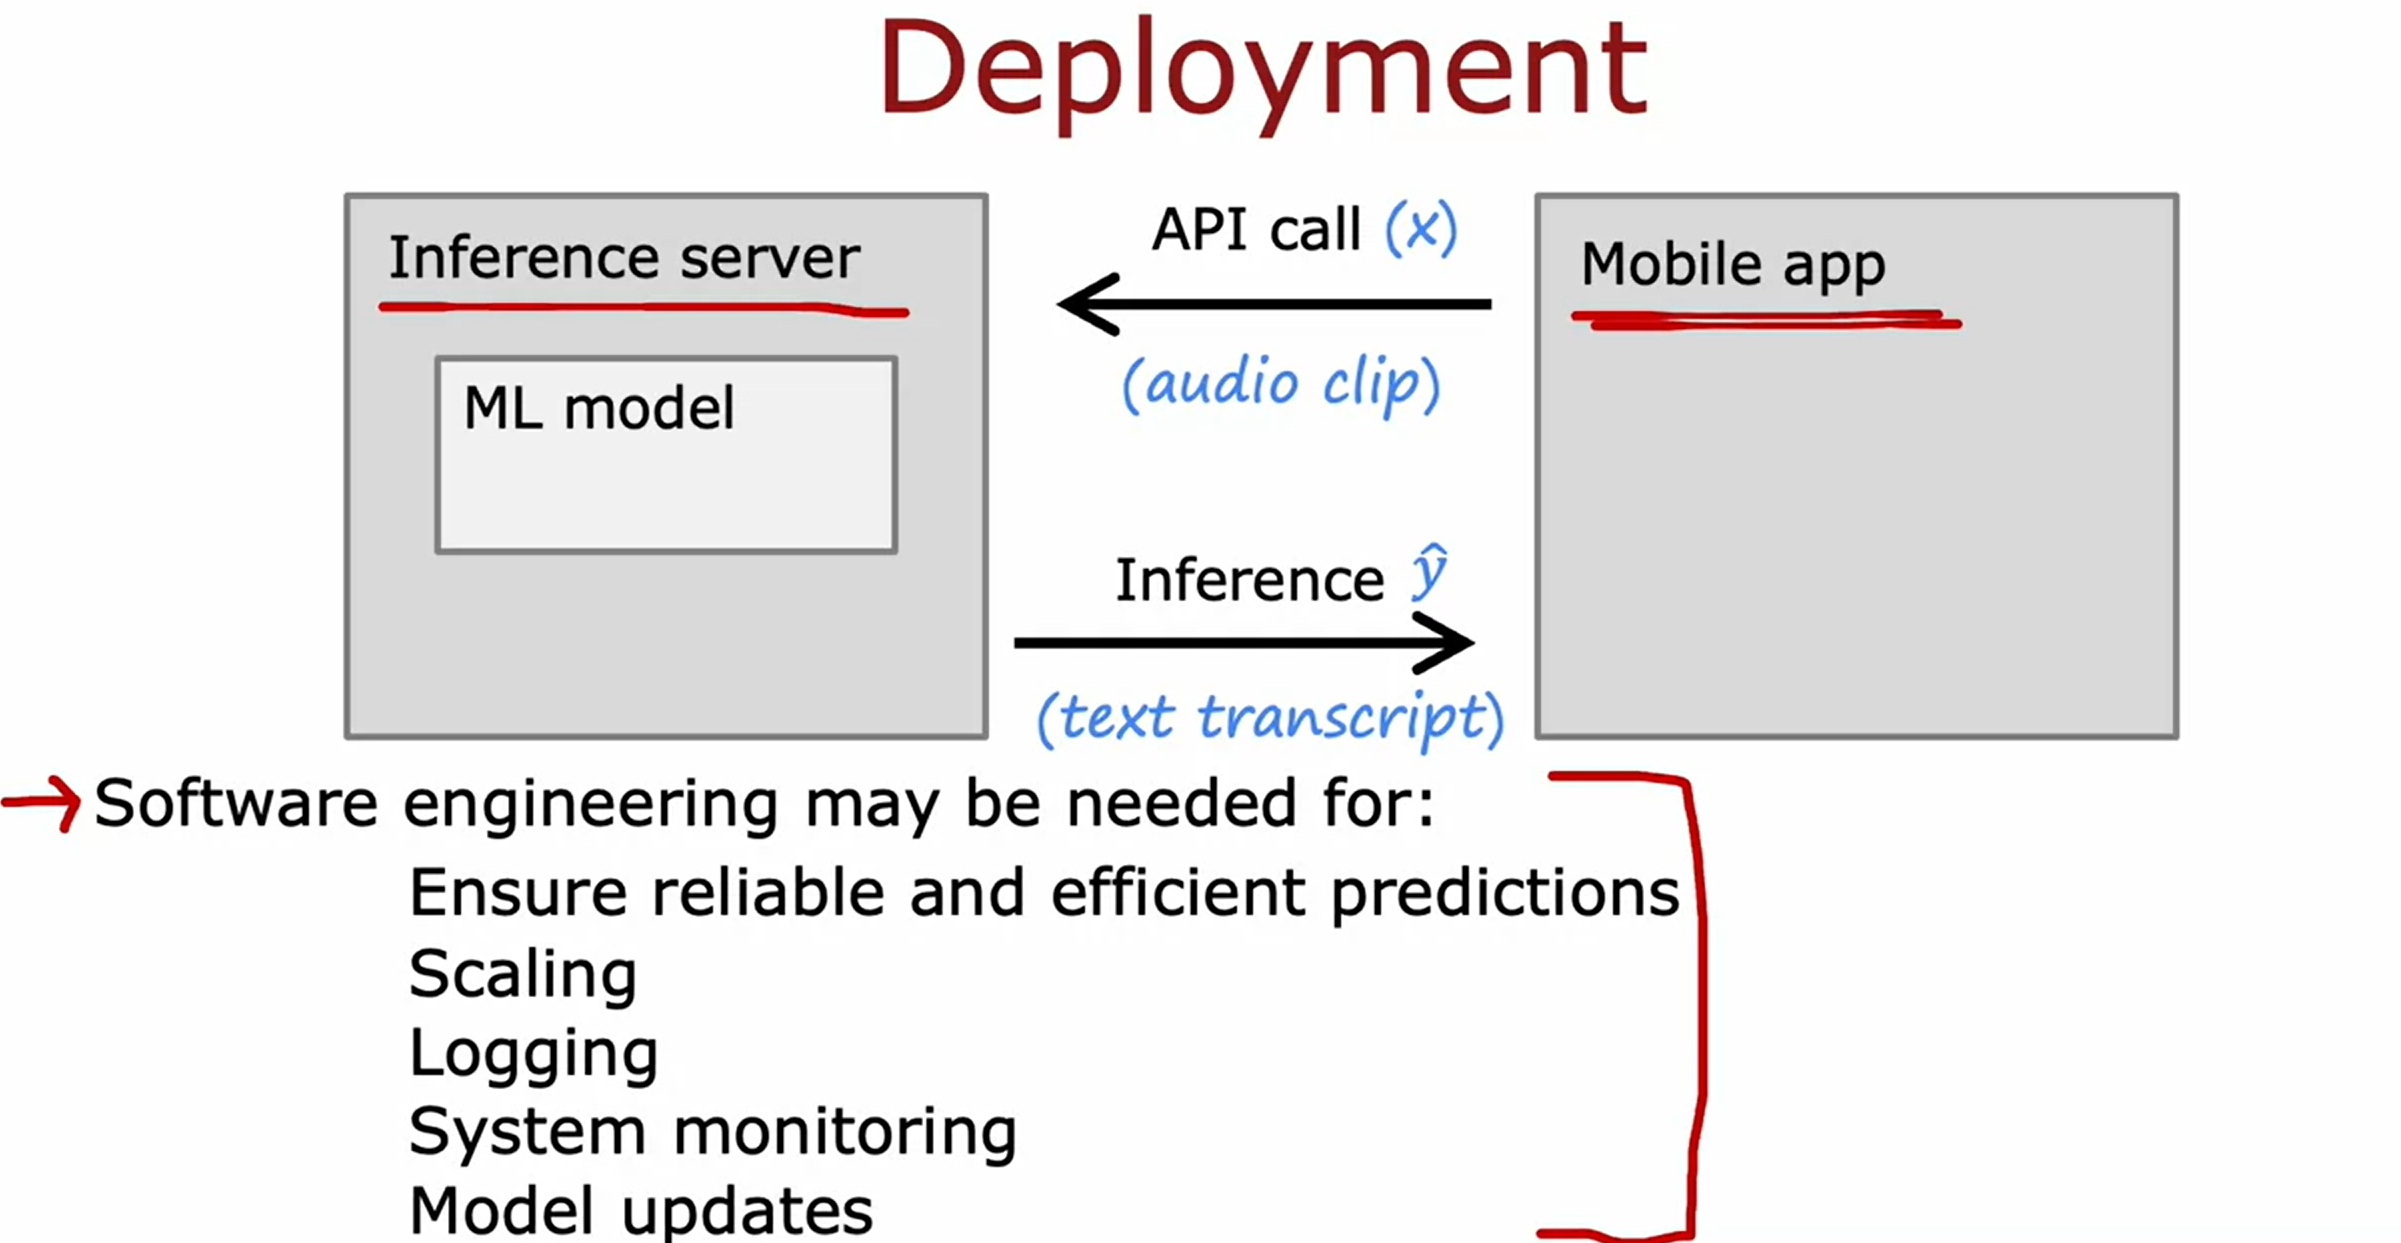 Deployment
Inference server
ML model
API call (x)
(audio clip)
Inference ŷ
(text transcript)
Mobile app
Software engineering may be needed for:
Ensure reliable and efficient predictions
Scaling
Logging
System monitoring
Model updates